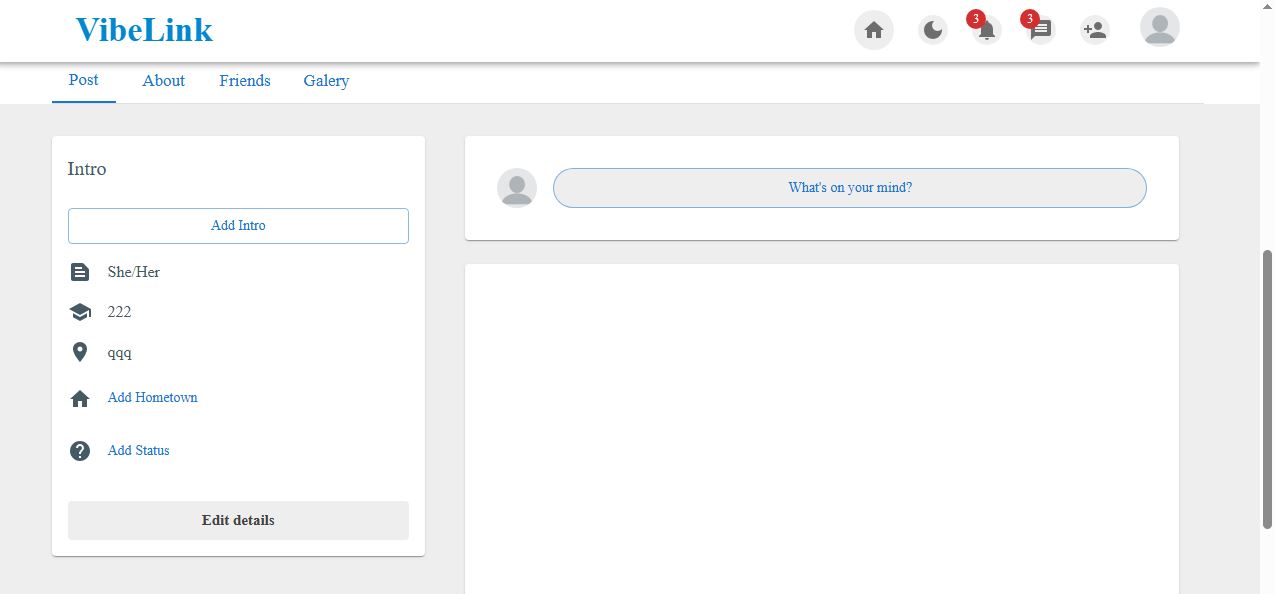 VibeLink
3
3
Post
About
Friends
Galery
Intro
Add Intro
She/Her
222
qqq
Add Hometown
Add Status
Edit details
What's on your mind?